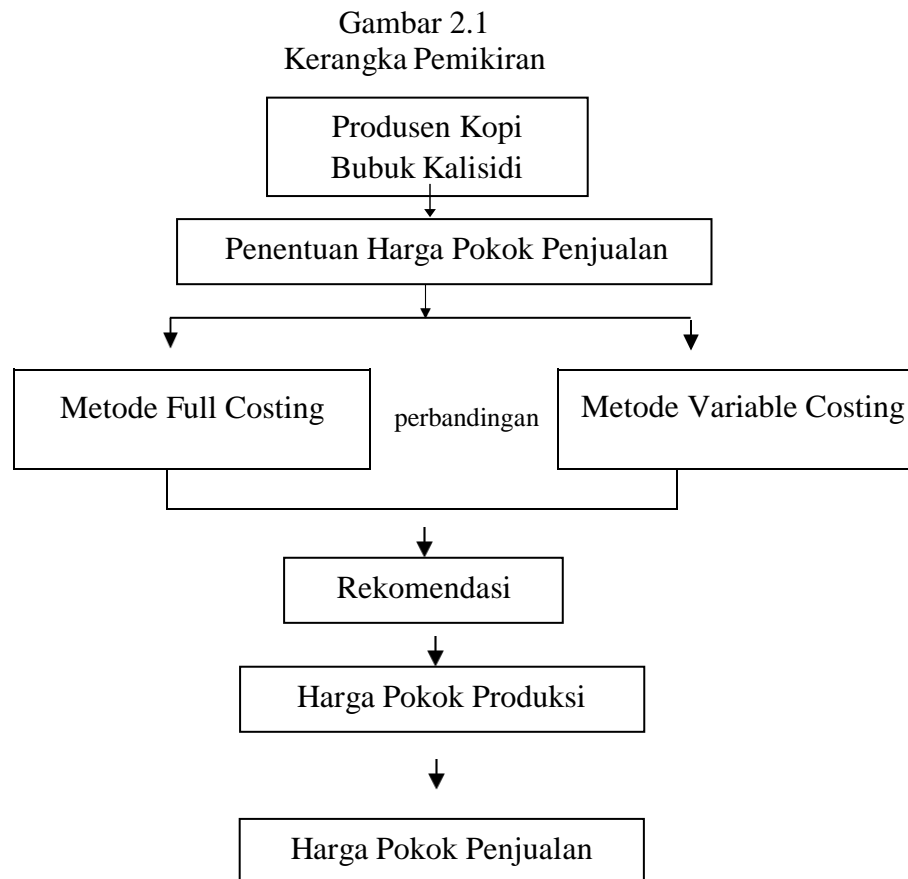 Gambar 2.1
Kerangka Pemikiran
Produsen Kopi
Bubuk Kalisidi
Penentuan Harga Pokok Penjualan
Metode Full Costing
perbandingan
Metode Variable Costing
Rekomendasi
Harga Pokok Produksi
Harga Pokok Penjualan